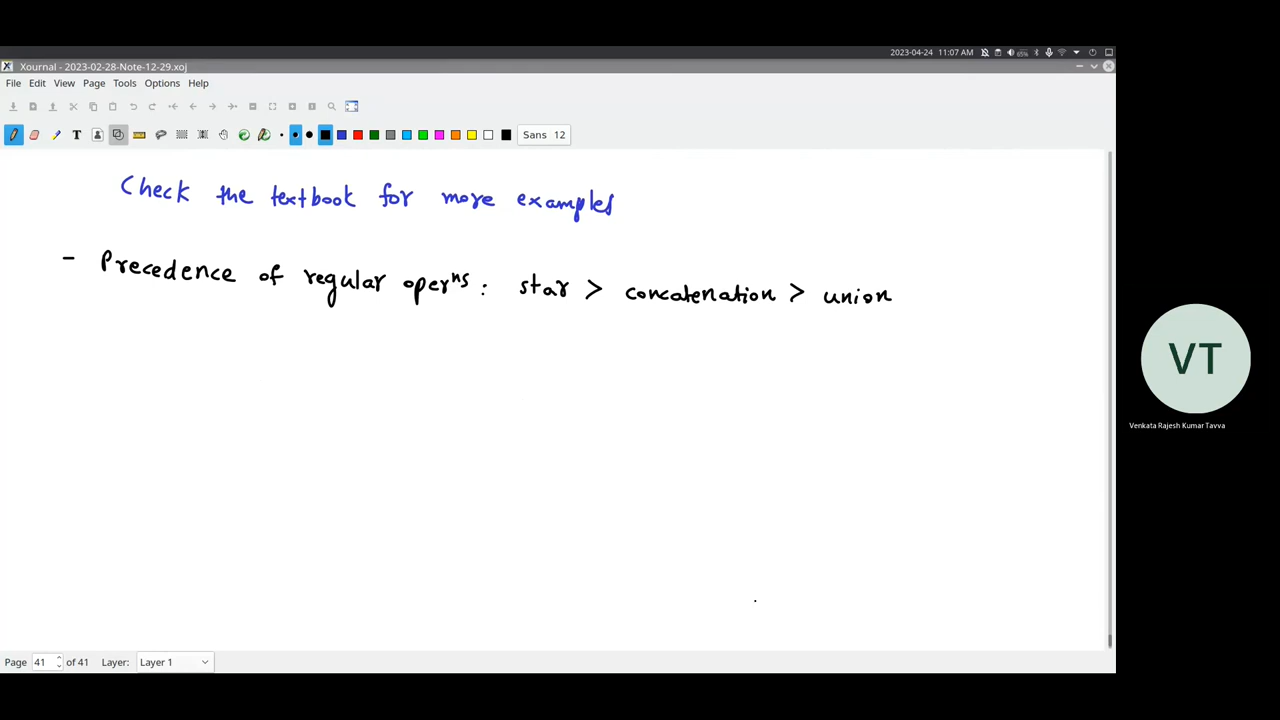 2023-04-24 11:07 AM
Xournal - 2023-02-28-Note-12-29.xoj
File Edit View Page Tools Options Help
Sans 12
Check the textbook for more examples
- Precedence of regular oper^ns : star > concatenation > union
VT
Venkata Rajesh Kumar Tavva
Page 41 of 41 Layer: Layer 1